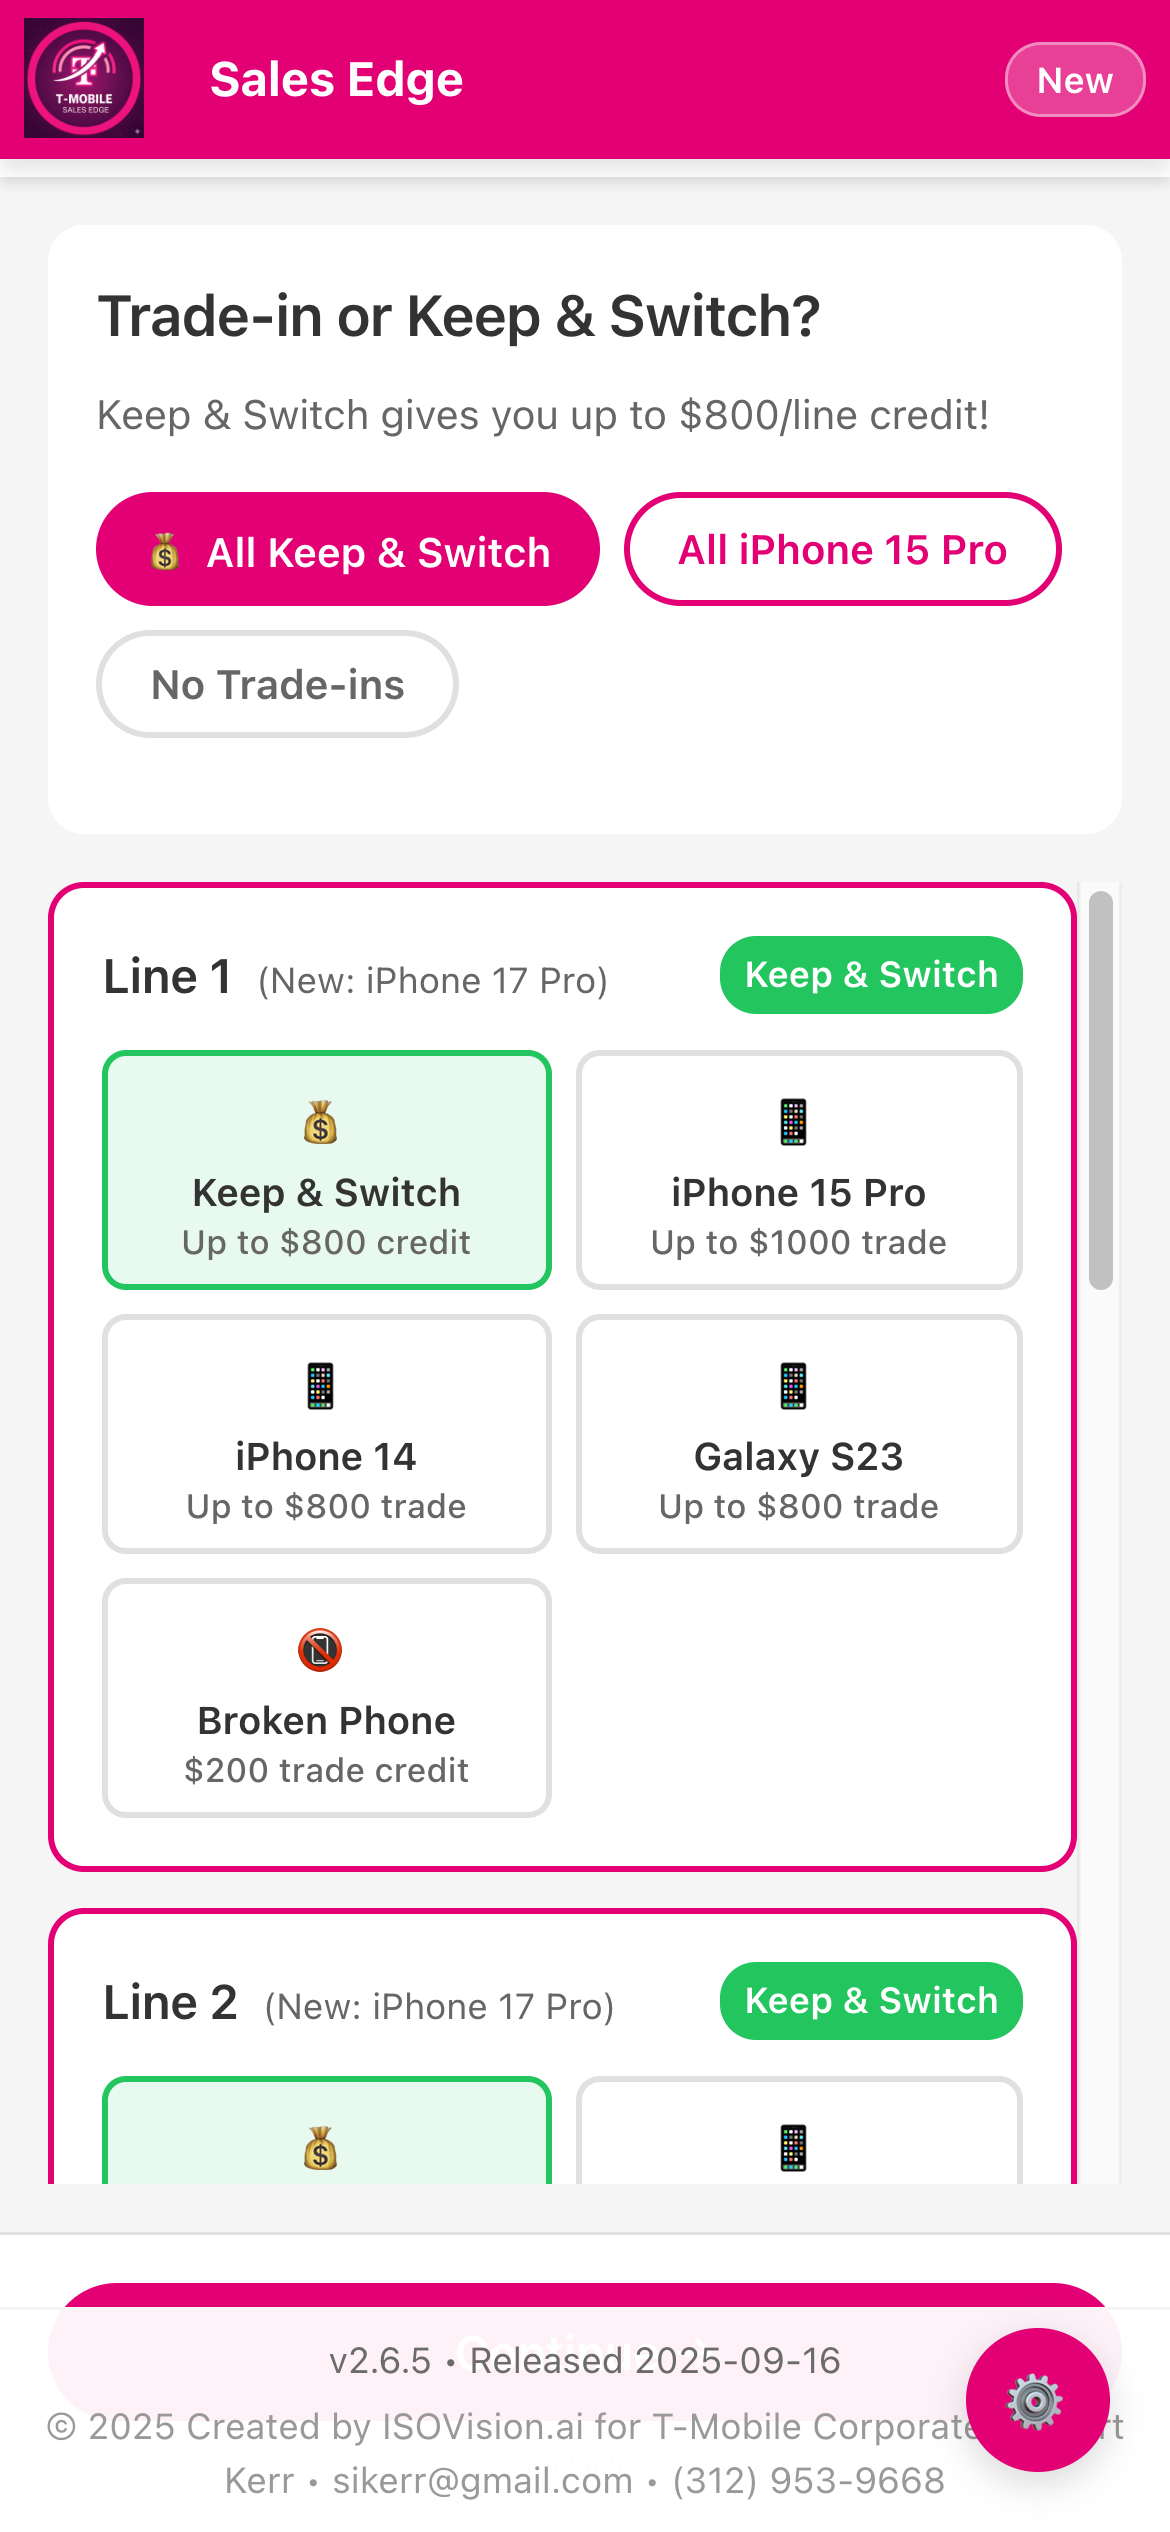 T-MOBILE
SALES EDGE
Sales Edge
New
Trade-in or Keep & Switch?
Keep & Switch gives you up to $800/line credit!
All Keep & Switch
All iPhone 15 Pro
No Trade-ins
Line 1 (New: iPhone 17 Pro)
Keep & Switch
Keep & Switch
Up to $800 credit
iPhone 15 Pro
Up to $1000 trade
iPhone 14
Up to $800 trade
Galaxy S23
Up to $800 trade
Broken Phone
$200 trade credit
Line 2 (New: iPhone 17 Pro)
Keep & Switch
v2.6.5 • Released 2025-09-16
© 2025 Created by ISOVision.ai for T-Mobile Corporate
Kerr • sikerr@gmail.com • (312) 953-9668